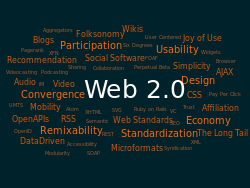 Aggregators Folksonomy Wikis
Blogs User Centered Joy of Use
Participation Six Degrees Usability
Pagerank XFN Widgets
Recommendation Social Software FOAF
Sharing Collaboration Perpetual Beta Simplicity Browser
Videocasting Podcasting AJAX
Audio IM Video Web 2.0 Design
Convergence CSS Pay Per Click
UMTS Mobility Atom XHTML SVG Ruby on Rails VC Trust Affiliation
OpenAPIs RSS Semantic Web Standards SEO Economy
OpenID Remixability REST Standardization The Long Tail
DataDriven Accessibility XML
Modularity SOAP Microformats Syndication